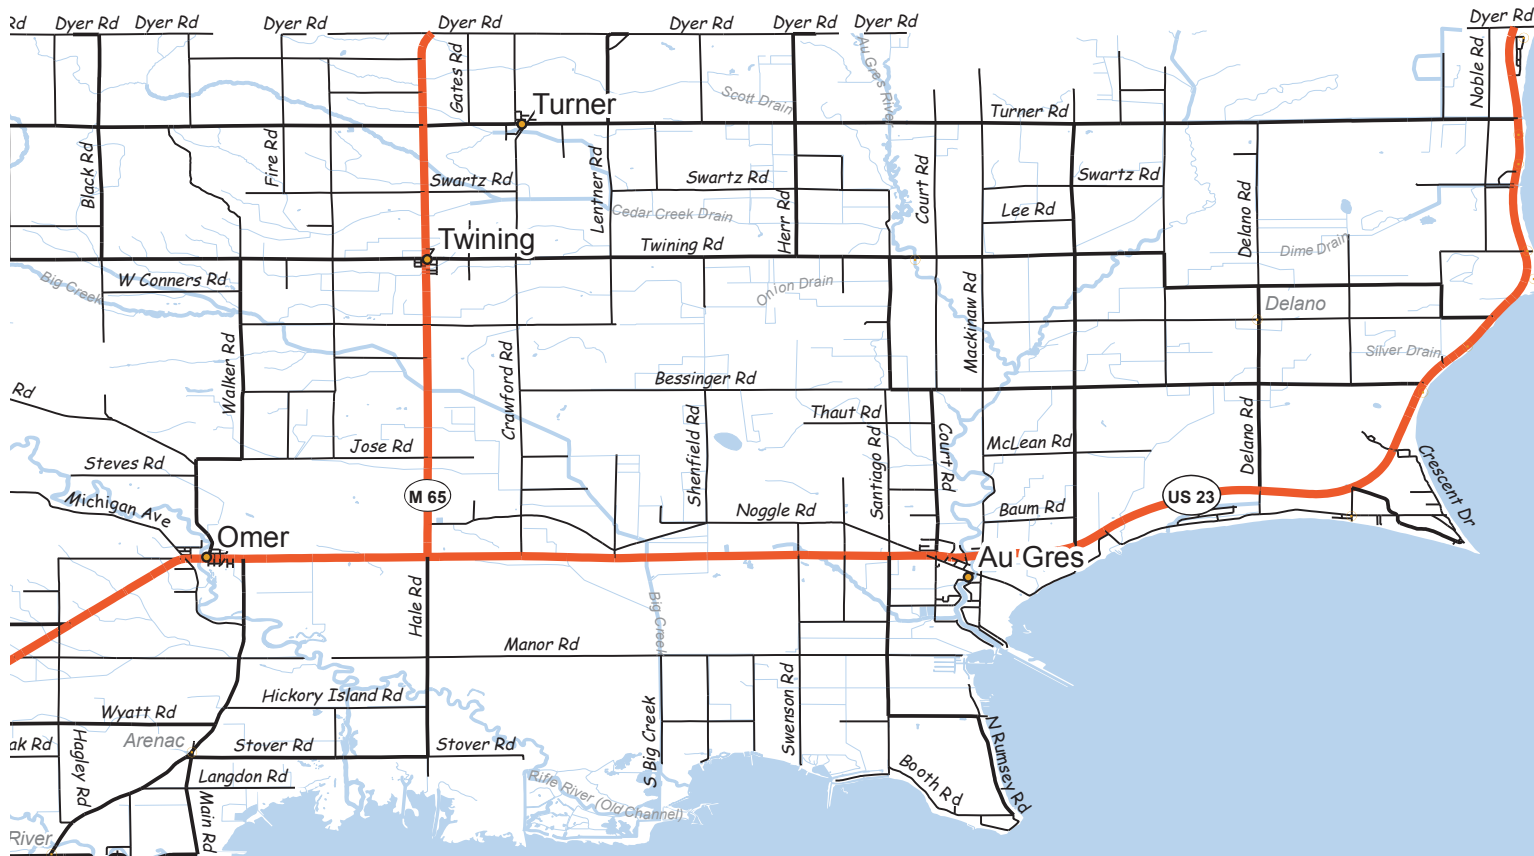 Rd
Dyer Rd
Dyer Rd
Dyer Rd
Dyer Rd
Dyer Rd
Dyer Rd
Dyer Rd
Dyer Rd
Noble Rd
Gates Rd
Au Gres River
Scott Drain
Turner
Turner Rd
Black Rd
Fire Rd
Swartz Rd
Lentner Rd
Swartz Rd
Court Rd
Swartz Rd
Cedar Creek Drain
Herr Rd
Lee Rd
Delano Rd
Twining
Twining Rd
Dime Drain
Big Creek
W Conners Rd
Onion Drain
Mackinaw Rd
Delano
Walker Rd
Crawford Rd
Silver Drain
Rd
Bessinger Rd
Shenfield Rd
Thaut Rd
Santiago Rd
Court Rd
McLean Rd
Delano Rd
Crescent Dr
Jose Rd
Steves Rd
M 65
US 23
Michigan Ave
Noggle Rd
Baum Rd
Omer
Au Gres
Hale Rd
Big Creek
Manor Rd
Hickory Island Rd
Wyatt Rd
Swenson Rd
S Big Creek
N Rumsey Rd
ak Rd
Hagley Rd
Arenac
Stover Rd
Stover Rd
Langdon Rd
Booth Rd
Rifle River (Old Channel)
Main Rd
River